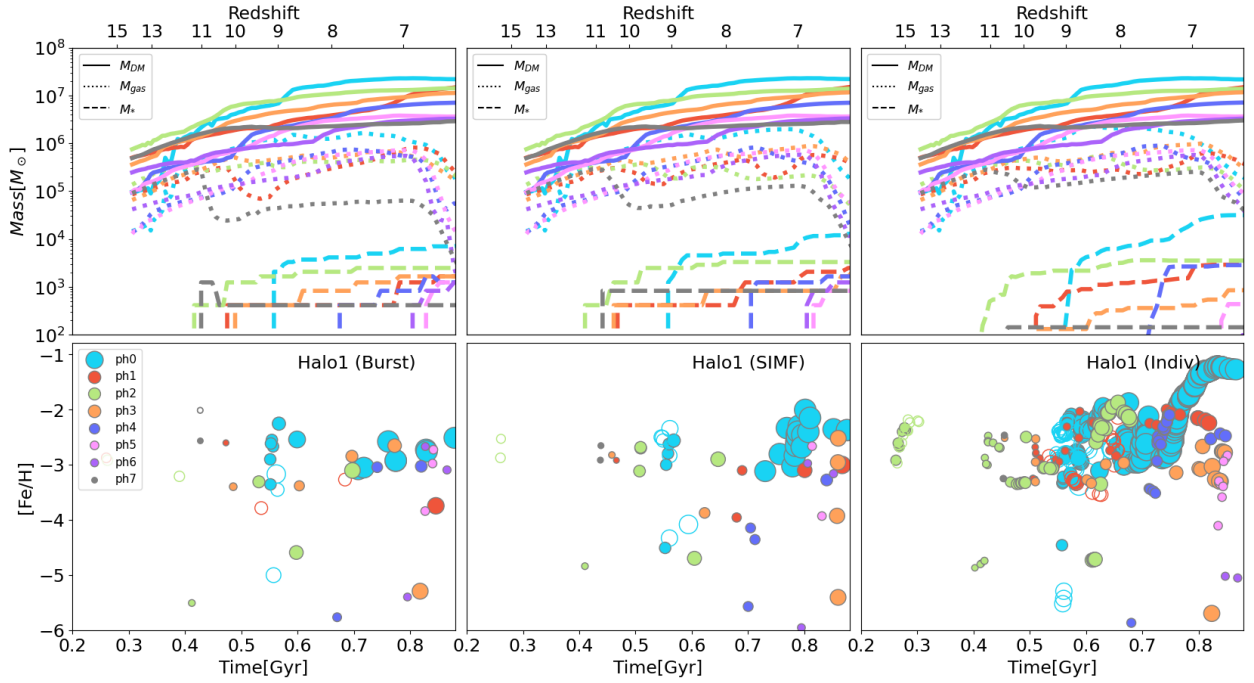 Redshift Redshift Redshift
15 13 11 10 9 8 7 15 13 11 10 9 8 7 15 13 11 10 9 8 7
10^8
10^7
10^6
10^5
10^4
10^3
10^2
Mass[M_⊙]
M_DM M_DM M_DM
M_gas M_gas M_gas
M_* M_* M_*
Halo1 (Burst) Halo1 (SIMF) Halo1 (Indiv)
ph0
ph1
ph2
ph3
ph4
ph5
ph6
ph7
−1
−2
−3
−4
−5
−6
[Fe/H]
0.2 0.3 0.4 0.5 0.6 0.7 0.8 0.2 0.3 0.4 0.5 0.6 0.7 0.8 0.2 0.3 0.4 0.5 0.6 0.7 0.8
Time[Gyr] Time[Gyr] Time[Gyr]